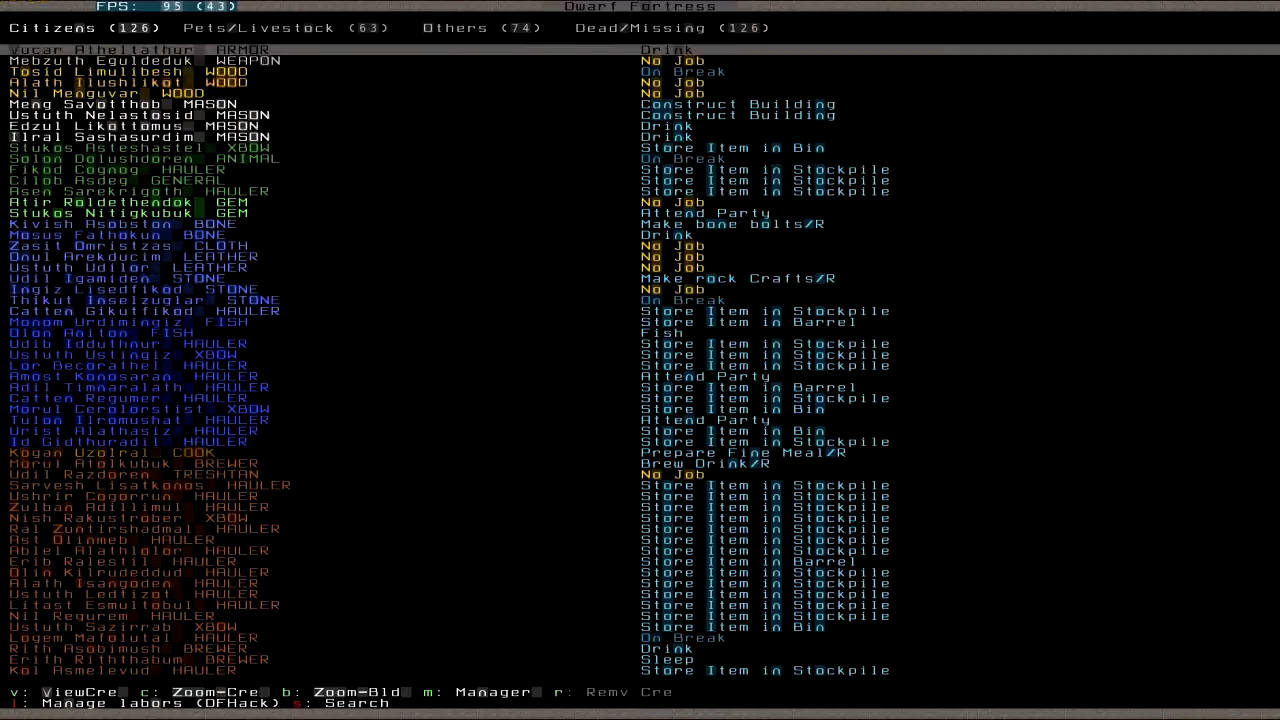 FPS: 95 (43) Dwarf Fortress
Citizens (126) Pets/Livestock (63) Others (74) Dead/Missing (126)
Vucar Atheltathur ARMOR Drink
Mebzuth Eguldeduk WEAPON No Job
Tosid Limulibesh WOOD On Break
Alath Ilushlikot WOOD No Job
Nil Menguvar WOOD No Job
Meng Savotthob MASON Construct Building
Ustuth Nelastosid MASON Construct Building
Edzul Likottomus MASON Drink
Ilral Sashasurdim MASON Drink
Stukos Asteshastel XBOW Store Item in Bin
Solon Dolushdoren ANIMAL On Break
Fikod Cognog HAULER Store Item in Stockpile
Cilob Asdeg GENERAL Store Item in Stockpile
Asen Sarekrigoth HAULER Store Item in Stockpile
Atir Roldethendok GEM No Job
Stukos Nitigkubuk GEM Attend Party
Kivish Asobston BONE Make bone bolts/R
Mosus Fathokun BONE Drink
Zasit Omristzas CLOTH No Job
Onul Arekducim LEATHER No Job
Ustuth Udilor LEATHER No Job
Udil Igamiden STONE Make rock Crafts/R
Ingiz Lisedfikod STONE No Job
Thikut Inselzuglar STONE On Break
Catten Gikutfikod HAULER Store Item in Stockpile
Monom Urdimingiz FISH Store Item in Barrel
Olon Aniton FISH Fish
Udib Idduthnur HAULER Store Item in Stockpile
Ustuth Ustingiz XBOW Store Item in Stockpile
Lor Becorathel HAULER Store Item in Stockpile
Amost Konosaran HAULER Attend Party
Adil Timnaralath HAULER Store Item in Barrel
Catten Regumer HAULER Store Item in Stockpile
Morul Cerolorstist XBOW Store Item in Bin
Tulon Ilromushat HAULER Attend Party
Urist Alathasiz HAULER Store Item in Bin
Id Gidthuradil HAULER Store Item in Stockpile
Kogan Uzolral COOK Prepare Fine Meal/R
Morul Atolkubuk BREWER Brew Drink/R
Udil Razdoren TRESHTAN No Job
Sarvesh Lisatkonos HAULER Store Item in Stockpile
Ushrir Cogorrun HAULER Store Item in Stockpile
Zulban Adillimul HAULER Store Item in Stockpile
Nish Rakustrober XBOW Store Item in Stockpile
Ral Zuntirshadmal HAULER Store Item in Stockpile
Ast Olinmeb HAULER Store Item in Stockpile
Ablel Alathlolor HAULER Store Item in Stockpile
Erib Ralestil HAULER Store Item in Barrel
Olin Kilrudeddud HAULER Store Item in Stockpile
Alath Isangoden HAULER Store Item in Stockpile
Ustuth Ledtizot HAULER Store Item in Stockpile
Litast Esmultobul HAULER Store Item in Stockpile
Nil Regurem HAULER Store Item in Stockpile
Ustuth Sazirrab XBOW Store Item in Bin
Logem Mafolutal HAULER On Break
Rith Asobimush BREWER Drink
Erith Riththabum BREWER Sleep
Kol Asmelevud HAULER Store Item in Stockpile
v: ViewCre c: Zoom-Cre b: Zoom-Bld m: Manager r: Remv Cre
l: Manage labors (DFHack) s: Search